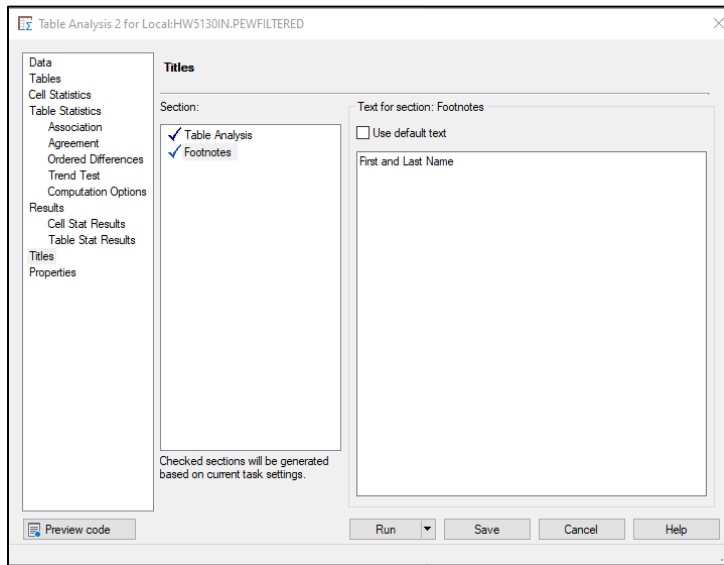 Table Analysis 2 for Local:HW5130IN.PEWFILTERED
Data
Tables
Cell Statistics
Table Statistics
Association
Agreement
Ordered Differences
Trend Test
Computation Options
Results
Cell Stat Results
Table Stat Results
Titles
Properties
Titles
Section:
Table Analysis
Footnotes
Checked sections will be generated
based on current task settings.
Text for section: Footnotes
Use default text
First and Last Name
Preview code
Run
Save
Cancel
Help